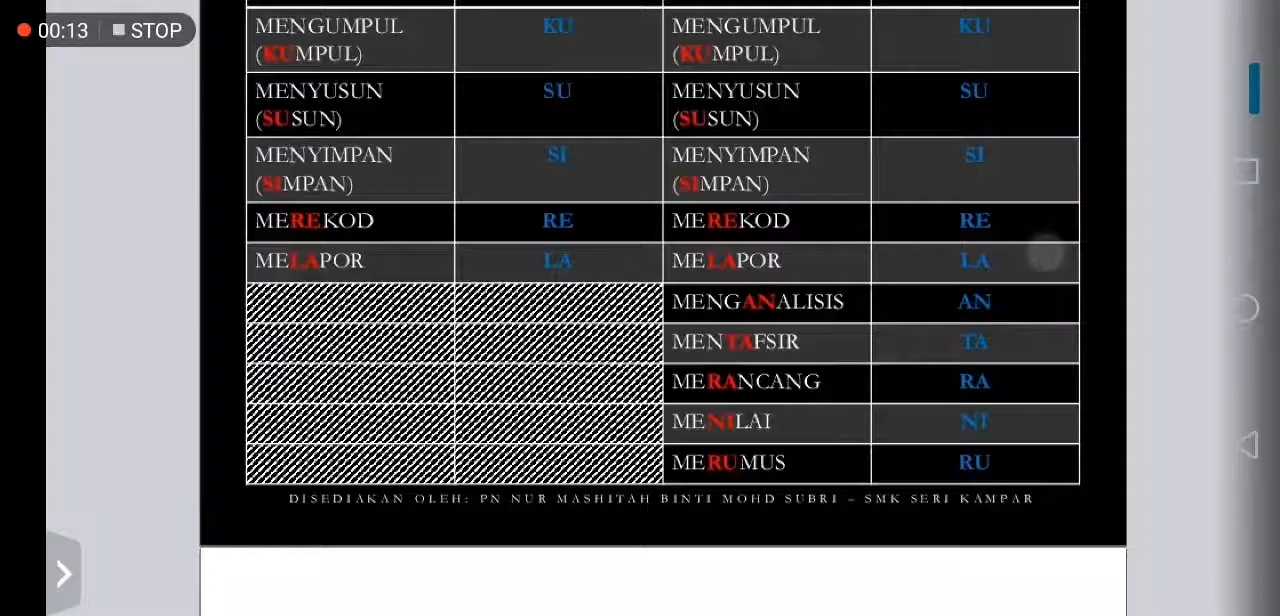 00:13 STOP
MENGUMPUL KU MENGUMPUL KU
(KUMPUL) (KUMPUL)
MENYUSUN SU MENYUSUN SU
(SUSUN) (SUSUN)
MENYIMPAN SI MENYIMPAN SI
(SIMPAN) (SIMPAN)
MEREKOD RE MEREKOD RE
MELAPOR LA MELAPOR LA
MENGANALISIS AN
MENTAFSIR TA
MERANCANG RA
MENILAI NI
MERUMUS RU
DISEDIAKAN OLEH: PN NUR MASHITAH BINTI MOHD SUBRI – SMK SERI KAMPAR